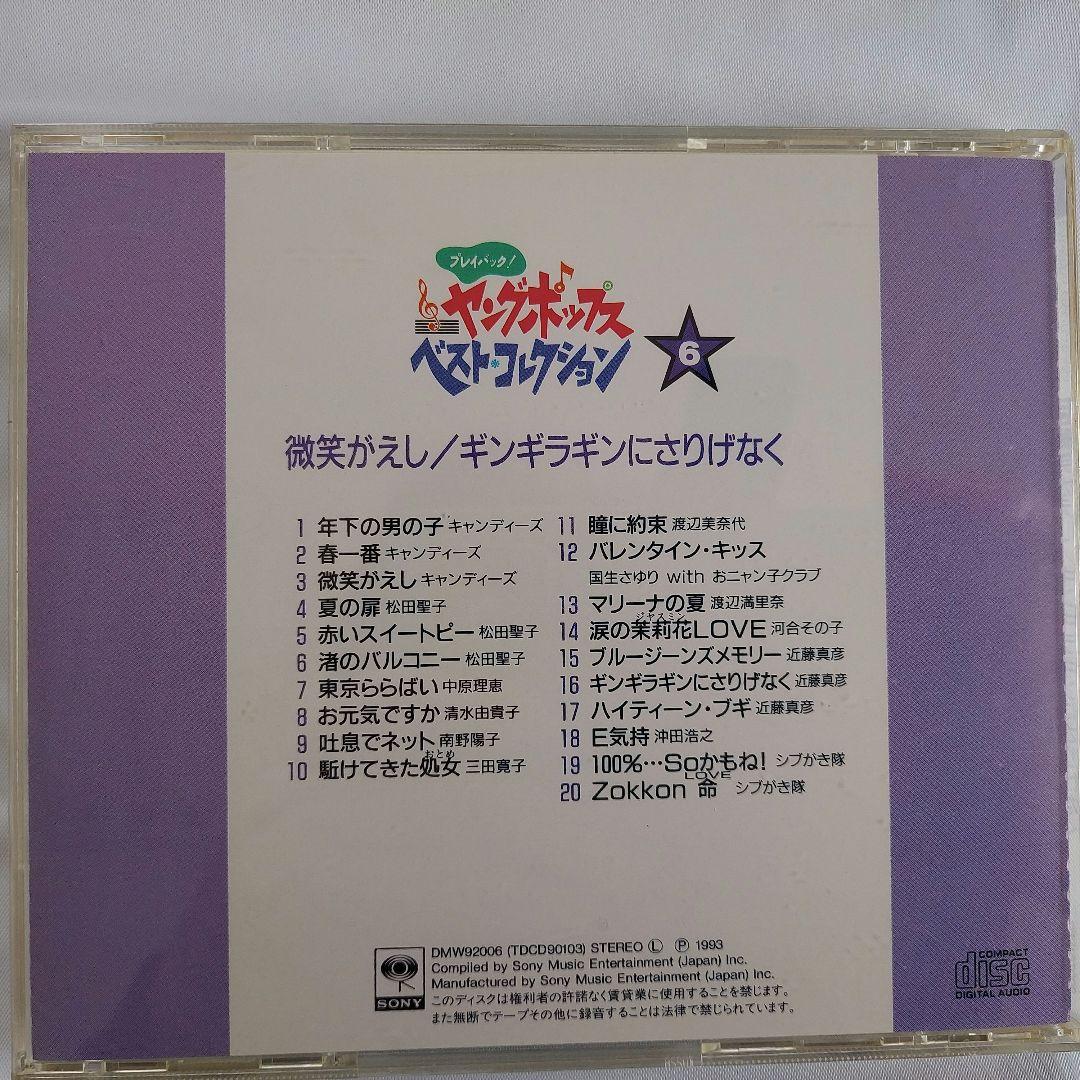 プレイバック!
ヤングポップス
ベスト・コレクション
6
微笑がえし/ギンギラギンにさりげなく
1 年下の男の子 キャンディーズ
2 春一番 キャンディーズ
3 微笑がえし キャンディーズ
4 夏の扉 松田聖子
5 赤いスイートピー 松田聖子
6 渚のバルコニー 松田聖子
7 東京ららばい 中原理恵
8 お元気ですか 清水由貴子
9 吐息でネット 南野陽子
おとめ
10 駈けてきた処女 三田寛子
11 瞳に約束 渡辺美奈代
12 バレンタイン・キッス
国生さゆり with おニャン子クラブ
13 マリーナの夏 渡辺満里奈
ジャスミン
14 涙の茉莉花LOVE 河合その子
15 ブルージーンズメモリー 近藤真彦
16 ギンギラギンにさりげなく 近藤真彦
17 ハイティーン・ブギ 近藤真彦
18 E気持 沖田浩之
19 100%…Soかもね! シブがき隊
LOVE
20 Zokkon 命 シブがき隊
SONY
DMW92006 (TDCD90103) STEREO Ⓛ Ⓟ 1993
Compiled by Sony Music Entertainment (Japan) Inc.
Manufactured by Sony Music Entertainment (Japan) Inc.
このディスクは権利者の許諾なく賃貸業に使用することを禁じます。
また無断でテープその他に録音することは法律で禁じられています。
COMPACT
disc
DIGITAL AUDIO